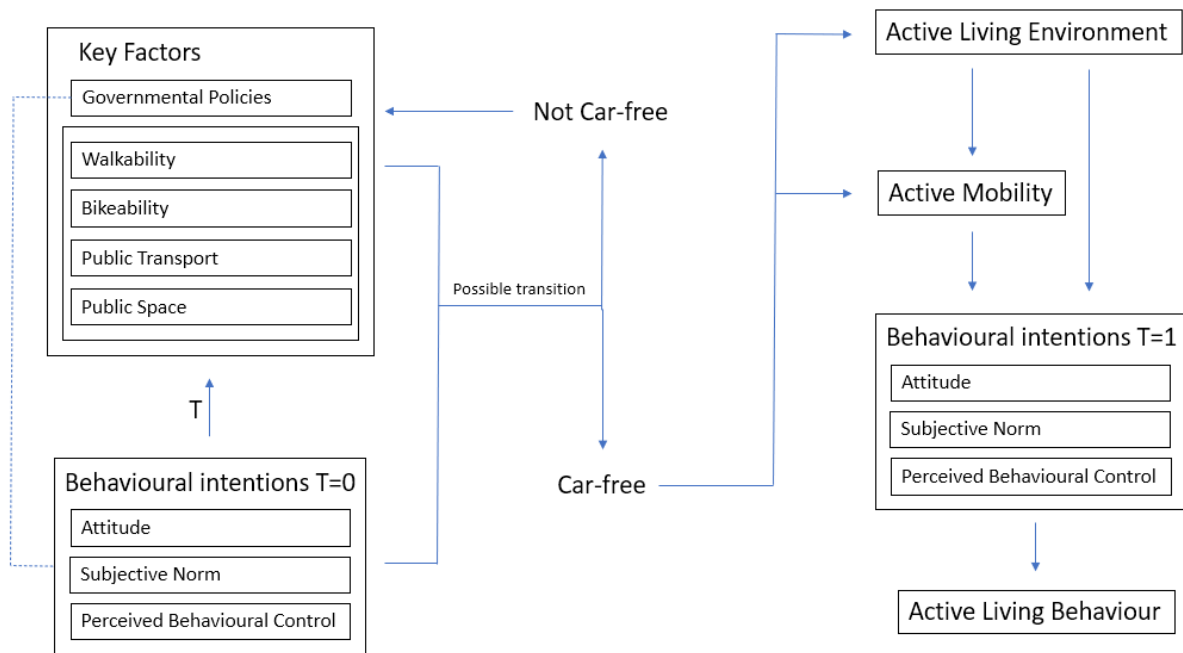 Key Factors
Governmental Policies
Walkability
Bikeability
Public Transport
Public Space
T
Behavioural intentions T=0
Attitude
Subjective Norm
Perceived Behavioural Control
Not Car-free
Possible transition
Car-free
Active Living Environment
Active Mobility
Behavioural intentions T=1
Attitude
Subjective Norm
Perceived Behavioural Control
Active Living Behaviour